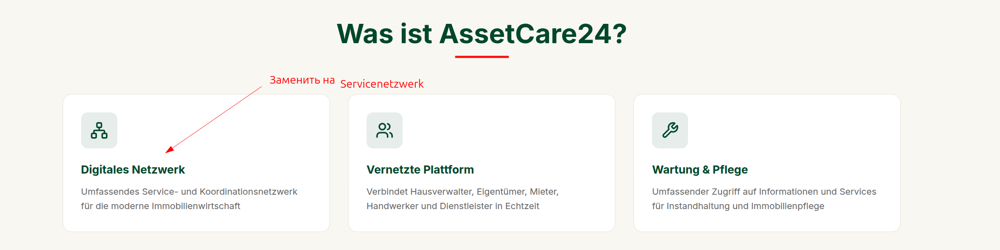 Was ist AssetCare24?
Заменить на Servicenetzwerk
Digitales Netzwerk
Umfassendes Service- und Koordinationsnetzwerk
für die moderne Immobilienwirtschaft
Vernetzte Plattform
Verbindet Hausverwalter, Eigentümer, Mieter,
Handwerker und Dienstleister in Echtzeit
Wartung & Pflege
Umfassender Zugriff auf Informationen und Services
für Instandhaltung und Immobilienpflege